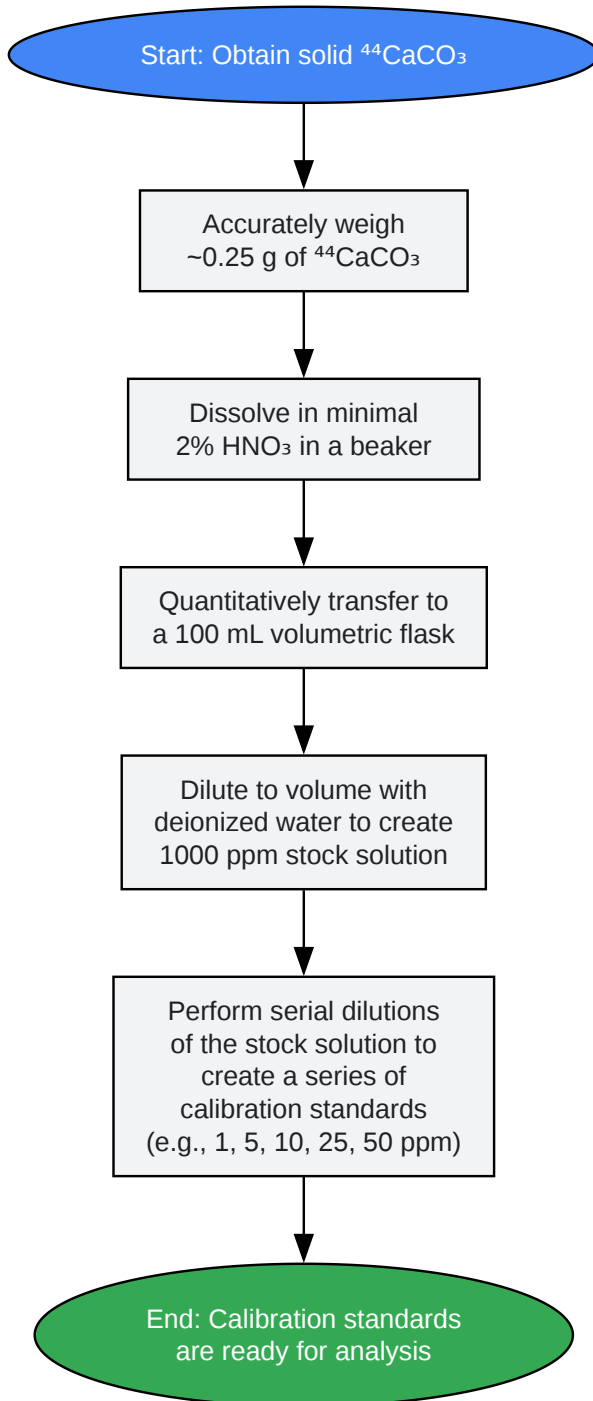 Start: Obtain solid ⁴⁴CaCO₃
Accurately weigh
~0.25 g of ⁴⁴CaCO₃
Dissolve in minimal
2% HNO₃ in a beaker
Quantitatively transfer to
a 100 mL volumetric flask
Dilute to volume with
deionized water to create
1000 ppm stock solution
Perform serial dilutions
of the stock solution to
create a series of
calibration standards
(e.g., 1, 5, 10, 25, 50 ppm)
End: Calibration standards
are ready for analysis